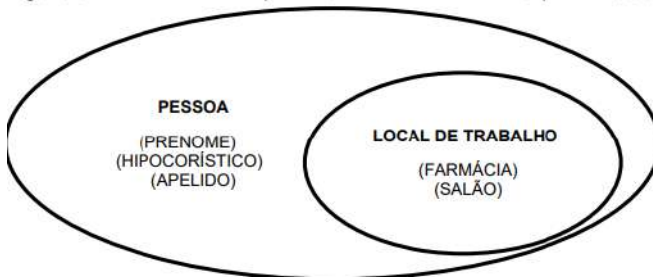 PESSOA
(PRENOME)
(HIPOCORÍSTICO)
(APELIDO)
LOCAL DE TRABALHO
(FARMÁCIA)
(SALÃO)